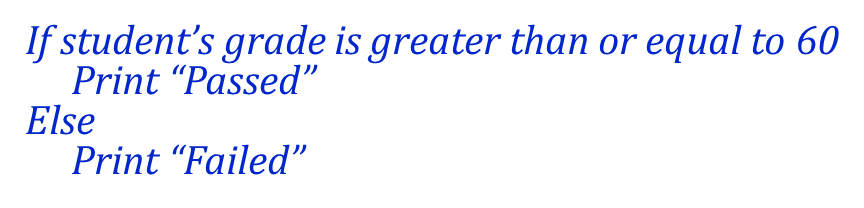 If student’s grade is greater than or equal to 60
Print “Passed”
Else
Print “Failed”